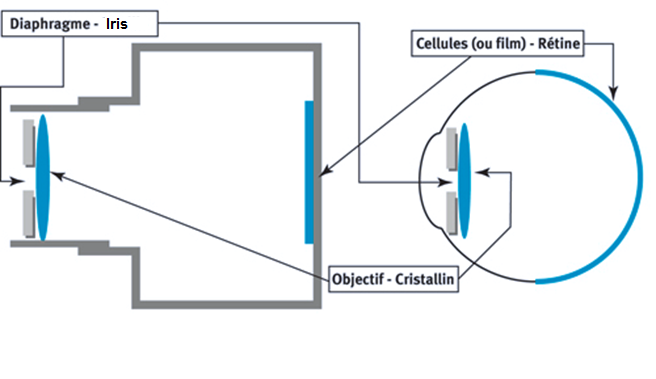 Diaphragme - Iris
Cellules (ou film) - Rétine
Objectif - Cristallin